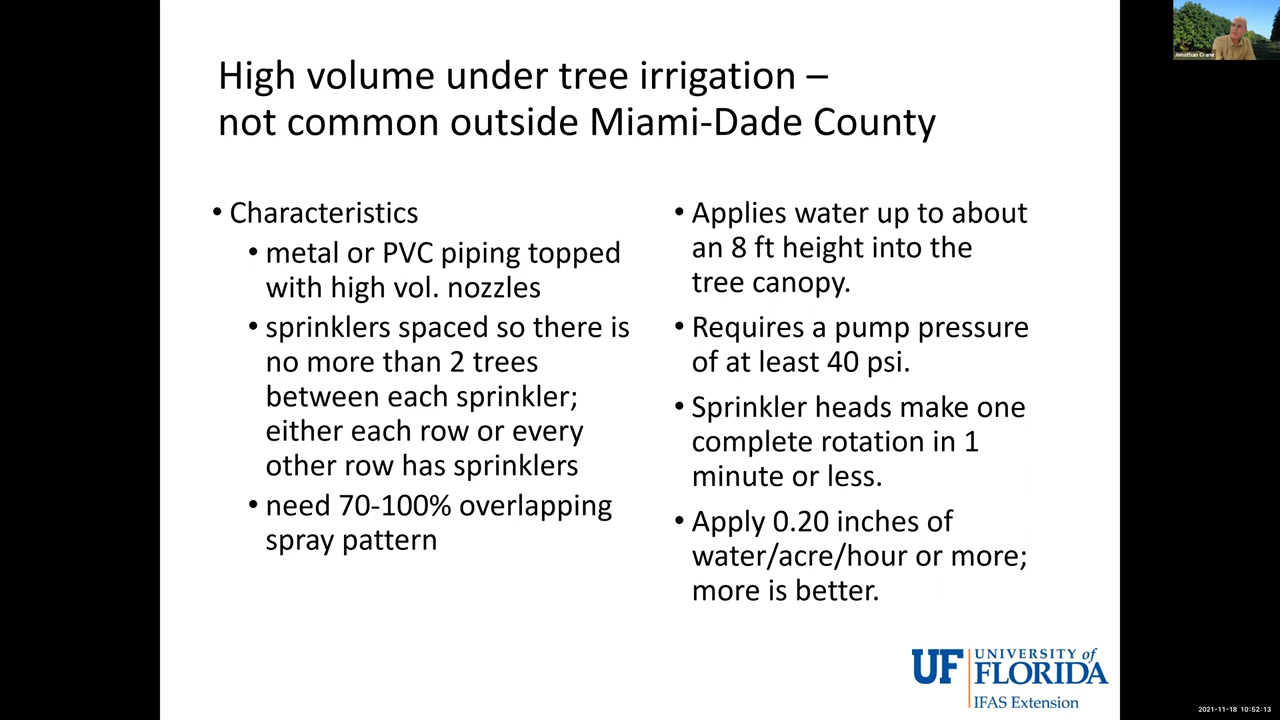 High volume under tree irrigation –
not common outside Miami-Dade County
• Characteristics
• metal or PVC piping topped
with high vol. nozzles
• sprinklers spaced so there is
no more than 2 trees
between each sprinkler;
either each row or every
other row has sprinklers
• need 70-100% overlapping
spray pattern
• Applies water up to about
an 8 ft height into the
tree canopy.
• Requires a pump pressure
of at least 40 psi.
• Sprinkler heads make one
complete rotation in 1
minute or less.
• Apply 0.20 inches of
water/acre/hour or more;
more is better.
UF UNIVERSITY of
FLORIDA
IFAS Extension
Jonathan Crane
2021-11-18 10:52:13